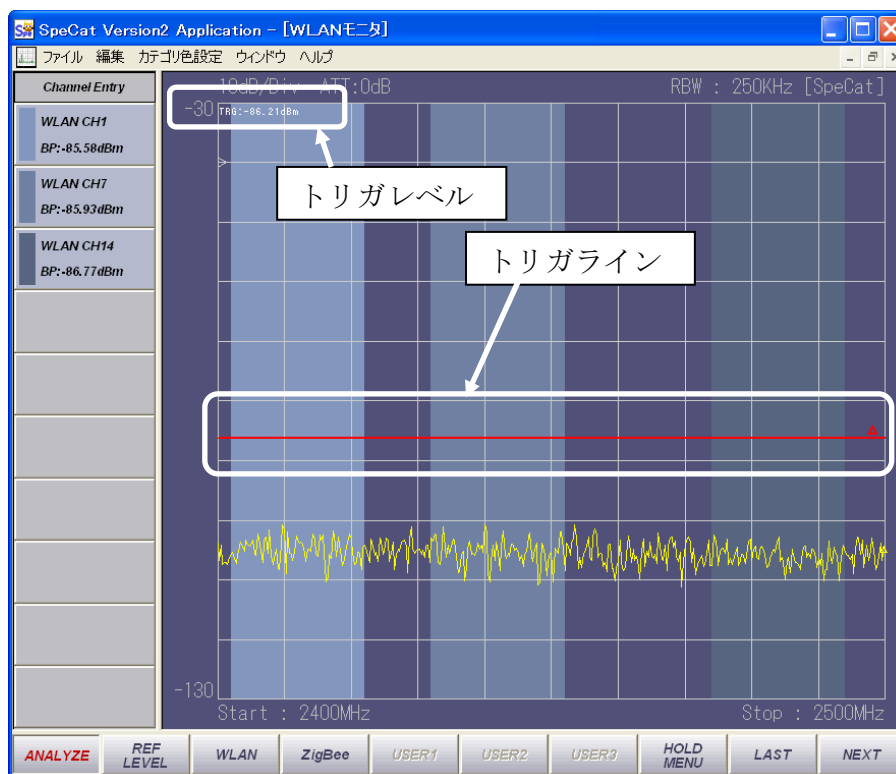 SpeCat Version2 Application - [WLANモニタ]
ファイル 編集 カテゴリ色設定 ウィンドウ ヘルプ
Channel Entry
WLAN CH1
BP:-85.58dBm
WLAN CH7
BP:-85.93dBm
WLAN CH14
BP:-86.77dBm
10dB/Div ATT:0dB
RBW : 250KHz [SpeCat]
-30
TRG:-86.21dBm
トリガレベル
トリガライン
-130
Start : 2400MHz
Stop : 2500MHz
ANALYZE
REF LEVEL
WLAN
ZigBee
USER1
USER2
USER3
HOLD MENU
LAST
NEXT